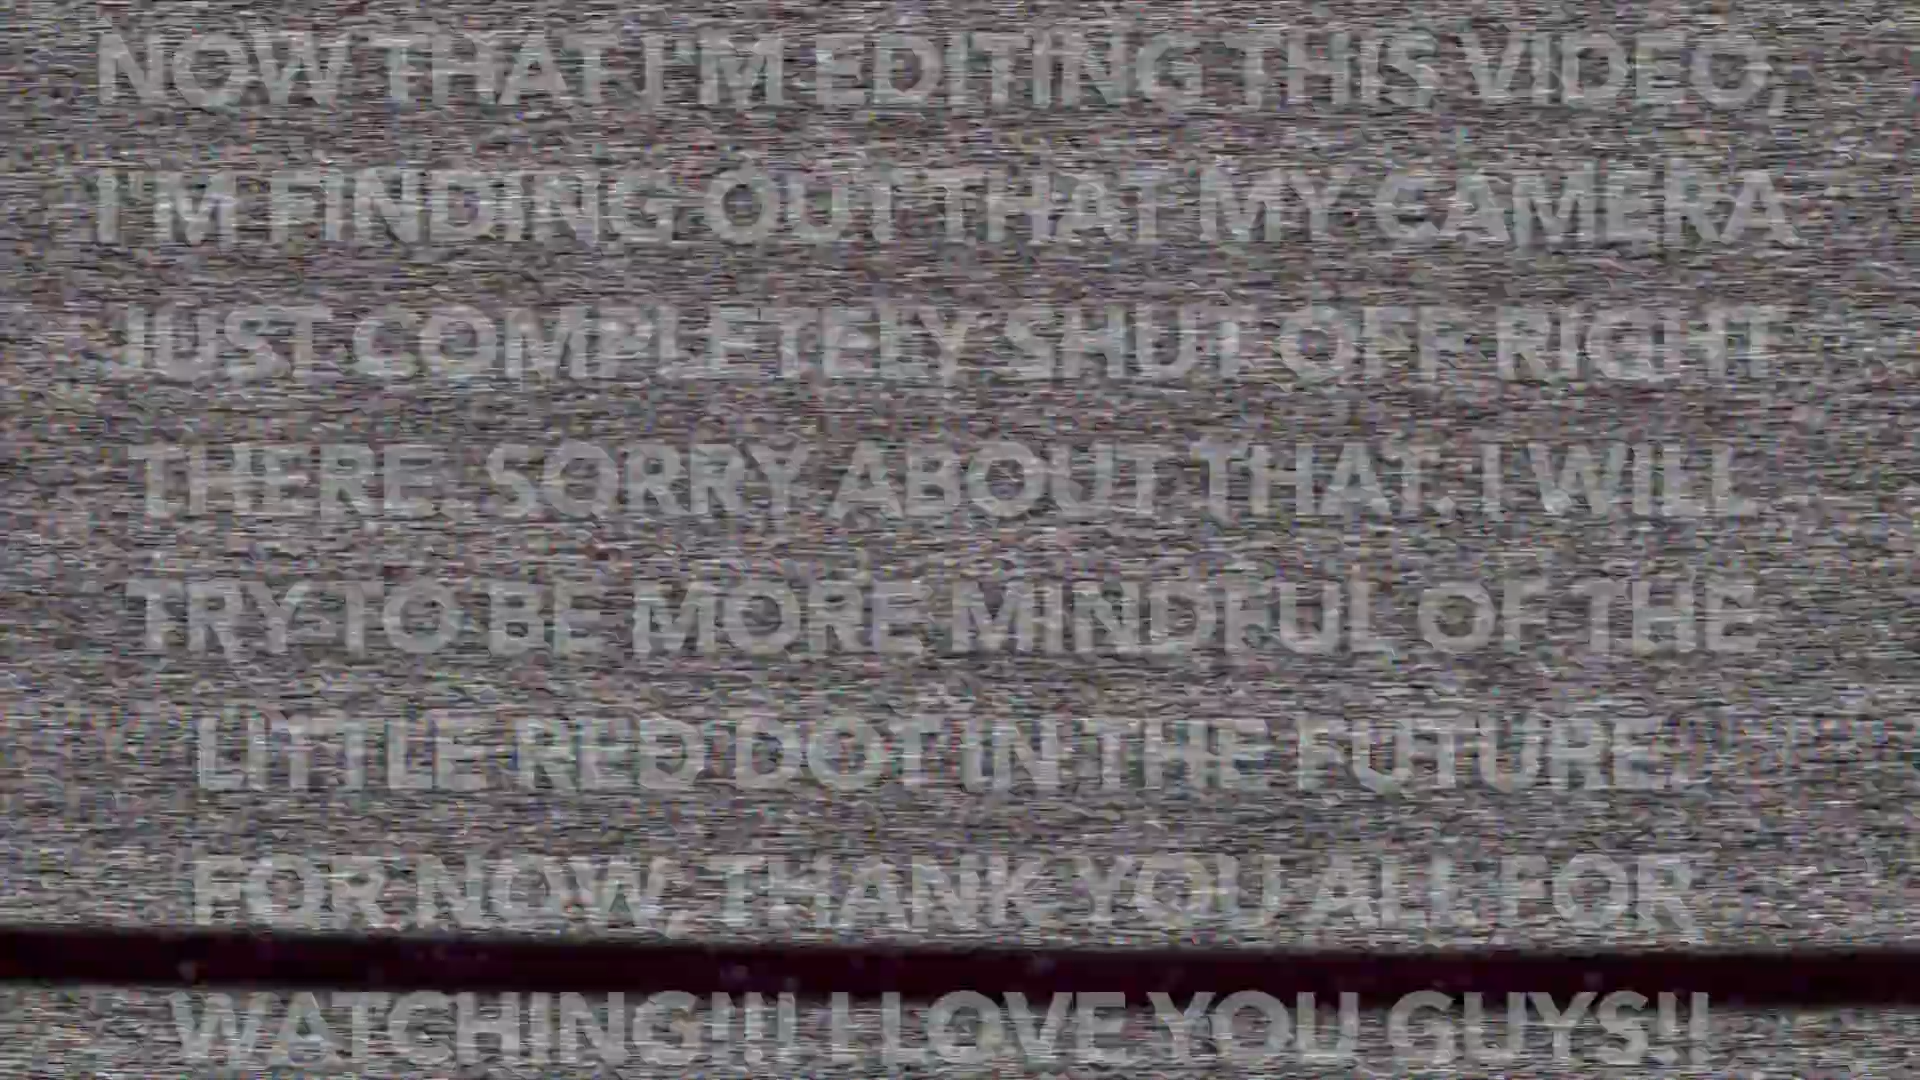 NOW THAT I'M EDITING THIS VIDEO,
I'M FINDING OUT THAT MY CAMERA
JUST COMPLETELY SHUT OFF RIGHT
THERE. SORRY ABOUT THAT. I WILL
TRY TO BE MORE MINDFUL OF THE
LITTLE RED DOT IN THE FUTURE.
FOR NOW, THANK YOU ALL FOR
WATCHING!!! I LOVE YOU GUYS!!